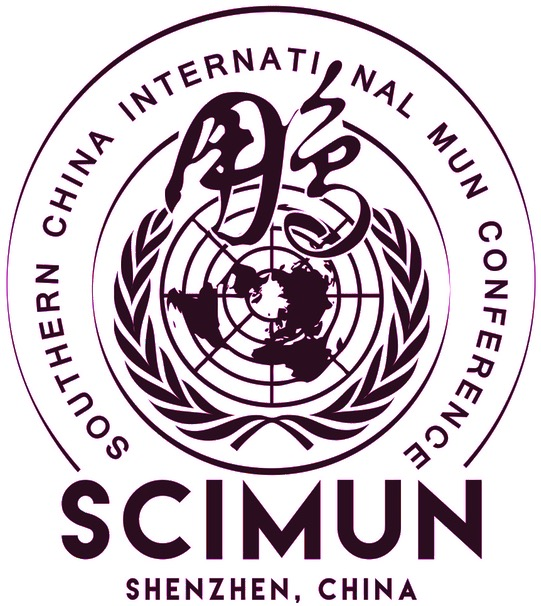 SOUTHERN CHINA INTERNATIONAL MUN CONFERENCE
鹏
SCIMUN
SHENZHEN, CHINA